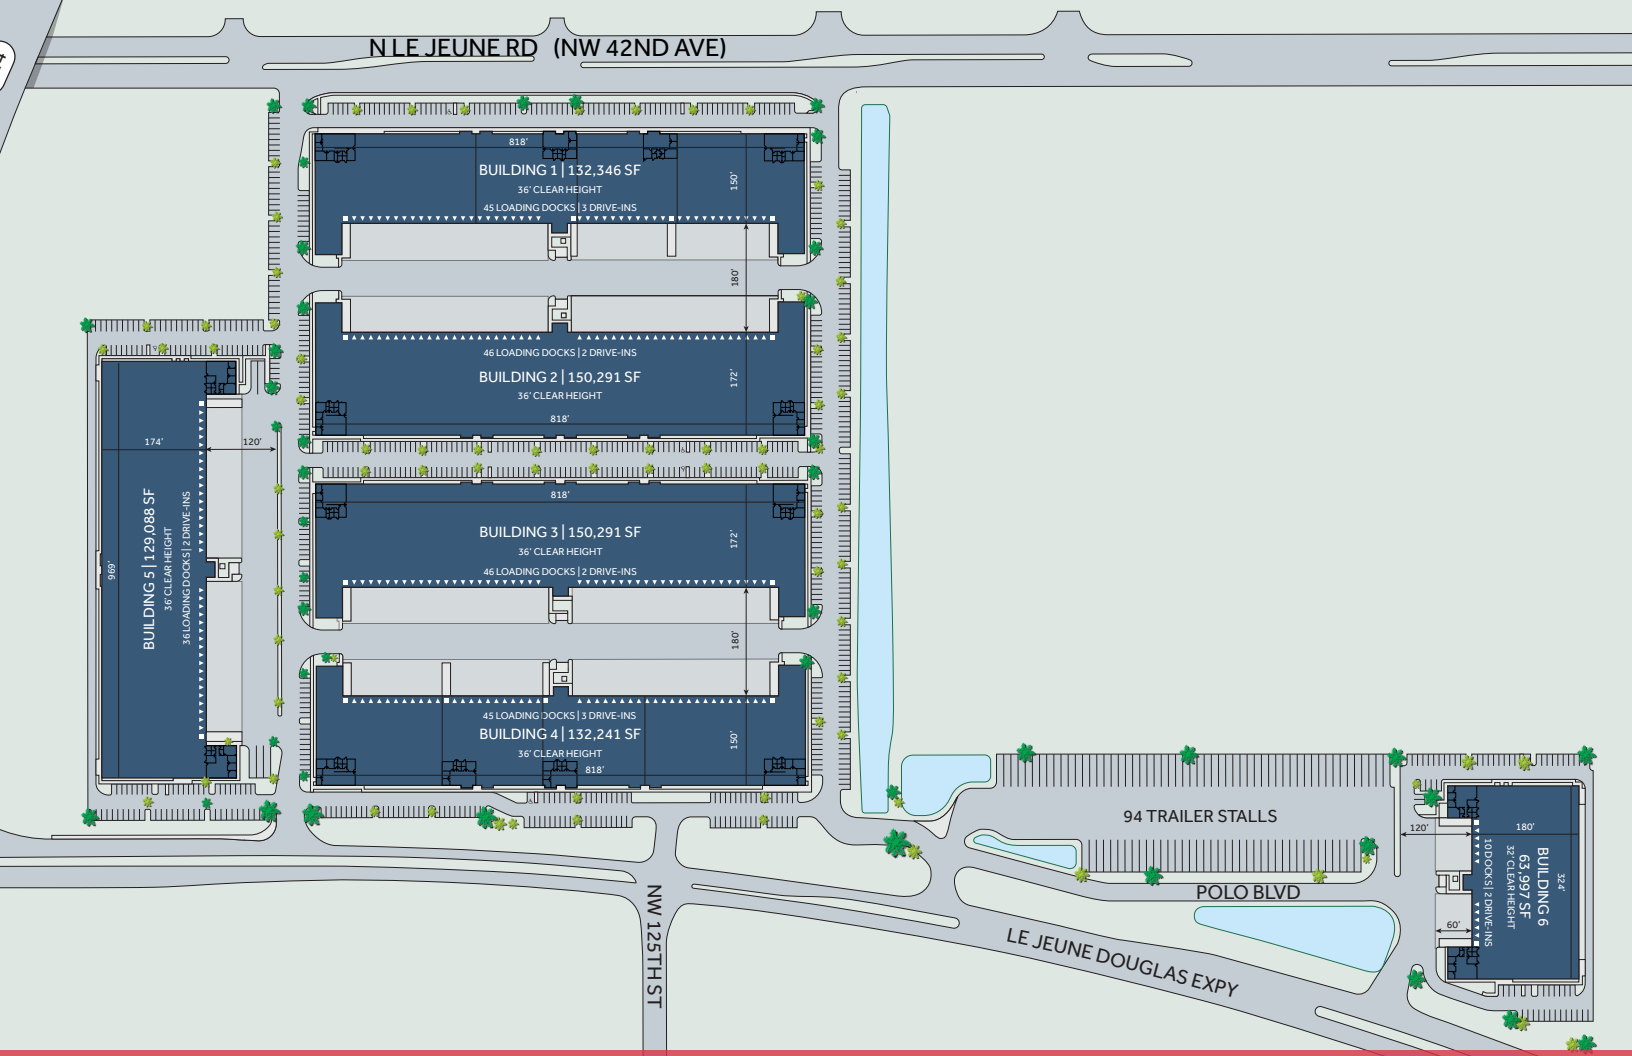 N LE JEUNE RD (NW 42ND AVE)
818'
BUILDING 1 | 132,346 SF
36' CLEAR HEIGHT
45 LOADING DOCKS | 3 DRIVE-INS
150'
180'
46 LOADING DOCKS | 2 DRIVE-INS
BUILDING 2 | 150,291 SF
36' CLEAR HEIGHT
172'
818'
818'
BUILDING 3 | 150,291 SF
36' CLEAR HEIGHT
46 LOADING DOCKS | 2 DRIVE-INS
172'
180'
45 LOADING DOCKS | 3 DRIVE-INS
BUILDING 4 | 132,241 SF
36' CLEAR HEIGHT
150'
818'
174'
120'
969'
BUILDING 5 | 129,088 SF
36' CLEAR HEIGHT
36 LOADING DOCKS | 2 DRIVE-INS
94 TRAILER STALLS
120'
180'
BUILDING 6
63,997 SF
32' CLEAR HEIGHT
10 DOCKS | 2 DRIVE-INS
324'
60'
POLO BLVD
LE JEUNE DOUGLAS EXPY
NW 125TH ST